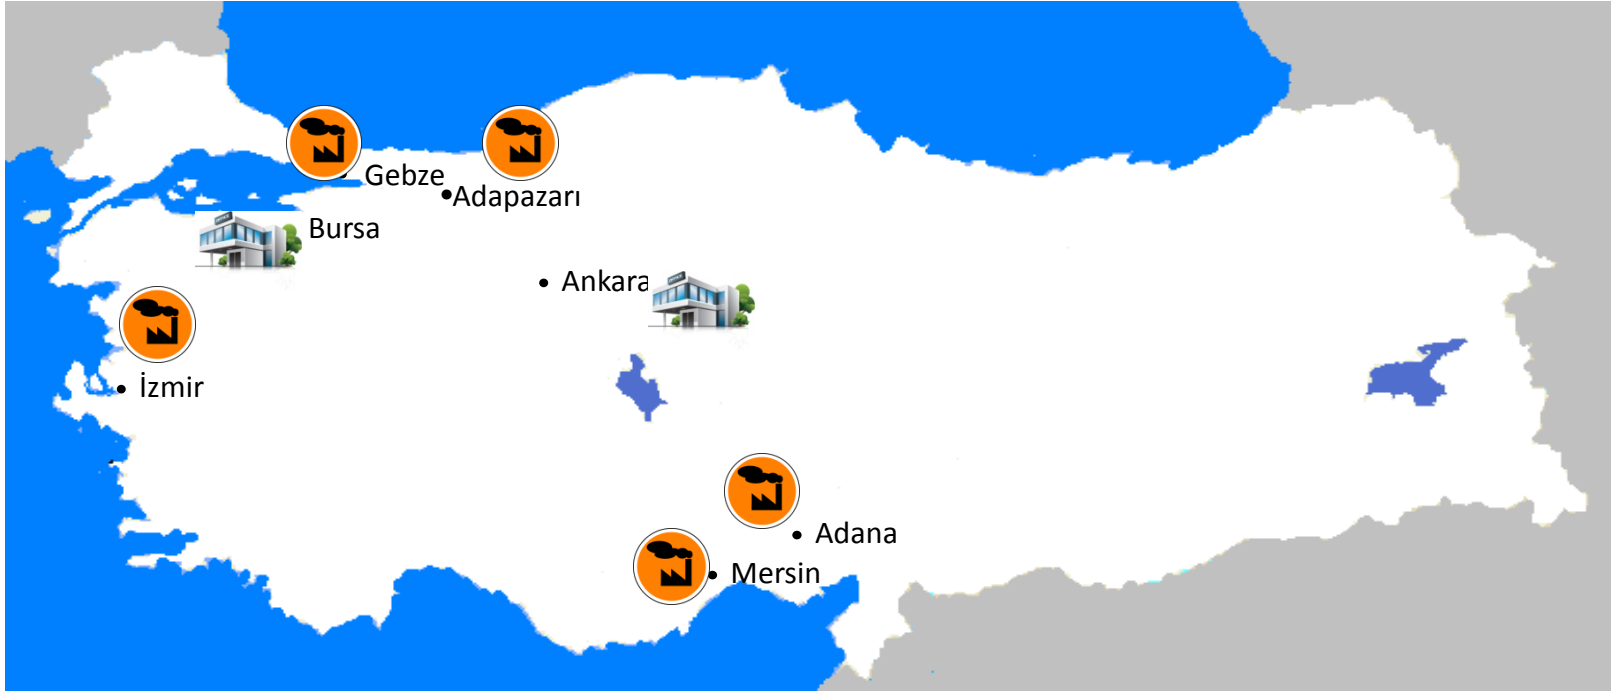 Gebze
Adapazarı
Bursa
Ankara
İzmir
Adana
Mersin